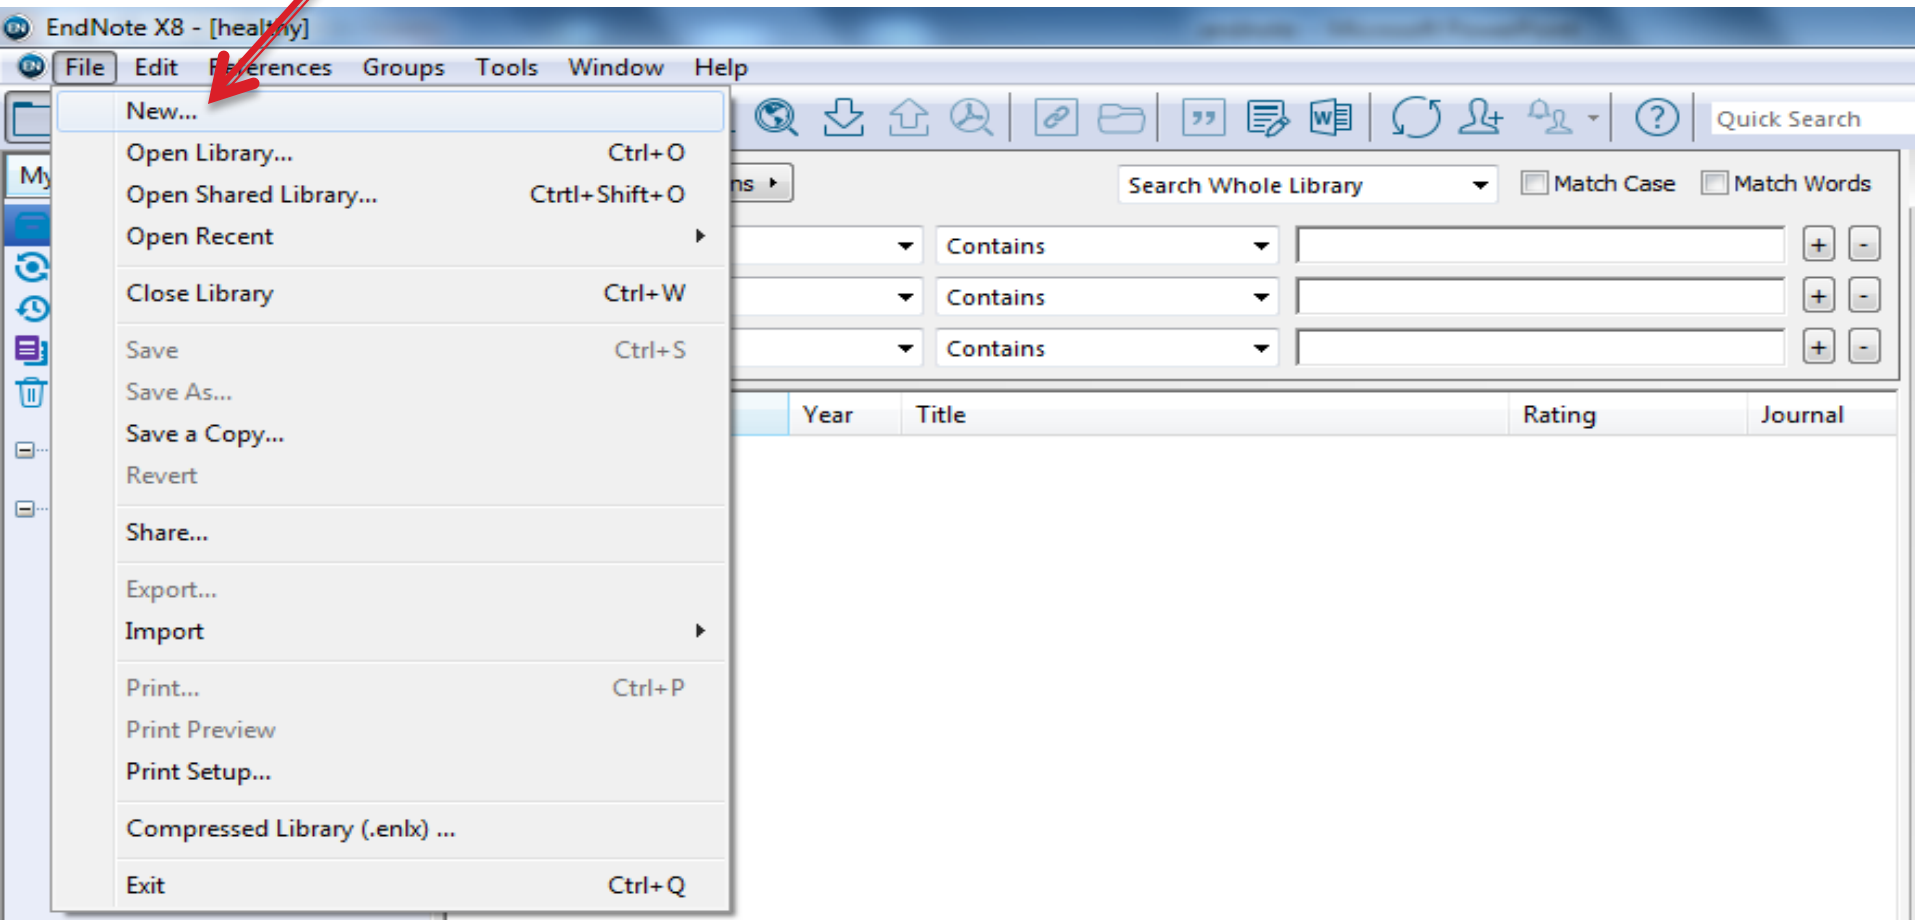 EndNote X8 - [healthy]
File Edit References Groups Tools Window Help
New...
Open Library... Ctrl+O
Open Shared Library... Ctrtl+Shift+O
Open Recent
Close Library Ctrl+W
Save Ctrl+S
Save As...
Save a Copy...
Revert
Share...
Export...
Import
Print... Ctrl+P
Print Preview
Print Setup...
Compressed Library (.enlx) ...
Exit Ctrl+Q
Quick Search
My
ns Search Whole Library Match Case Match Words
Contains + -
Contains + -
Contains + -
Year Title Rating Journal